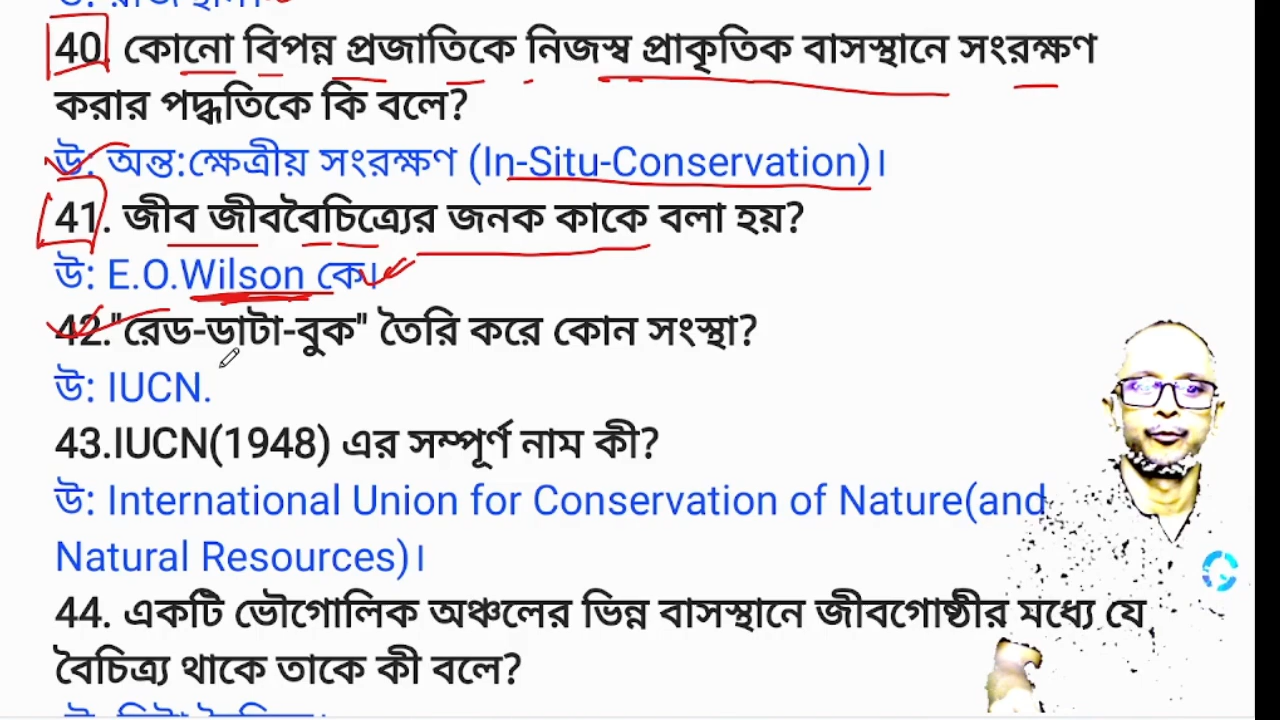 40. কোনো বিপন্ন প্রজাতিকে নিজস্ব প্রাকৃতিক বাসস্থানে সংরক্ষণ
করার পদ্ধতিকে কি বলে?
উ: অন্ত:ক্ষেত্রীয় সংরক্ষণ (In-Situ-Conservation)।
41. জীব জীববৈচিত্র্যের জনক কাকে বলা হয়?
উ: E.O.Wilson কে।
42."রেড-ডাটা-বুক" তৈরি করে কোন সংস্থা?
উ: IUCN.
43.IUCN(1948) এর সম্পূর্ণ নাম কী?
উ: International Union for Conservation of Nature(and
Natural Resources)।
44. একটি ভৌগোলিক অঞ্চলের ভিন্ন বাসস্থানে জীবগোষ্ঠীর মধ্যে যে
বৈচিত্র্য থাকে তাকে কী বলে?